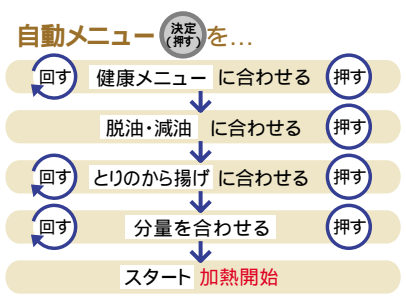 自動メニュー 決定(押す) を…
回す 健康メニュー に合わせる 押す
脱油・減油 に合わせる 押す
回す とりのから揚げ に合わせる 押す
回す 分量を合わせる 押す
スタート 加熱開始